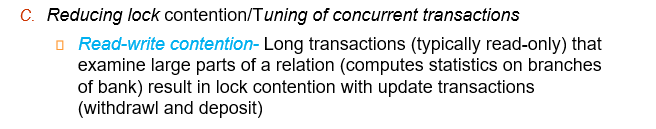 C. Reducing lock contention/Tuning of concurrent transactions
Read-write contention- Long transactions (typically read-only) that
examine large parts of a relation (computes statistics on branches
of bank) result in lock contention with update transactions
(withdrawl and deposit)